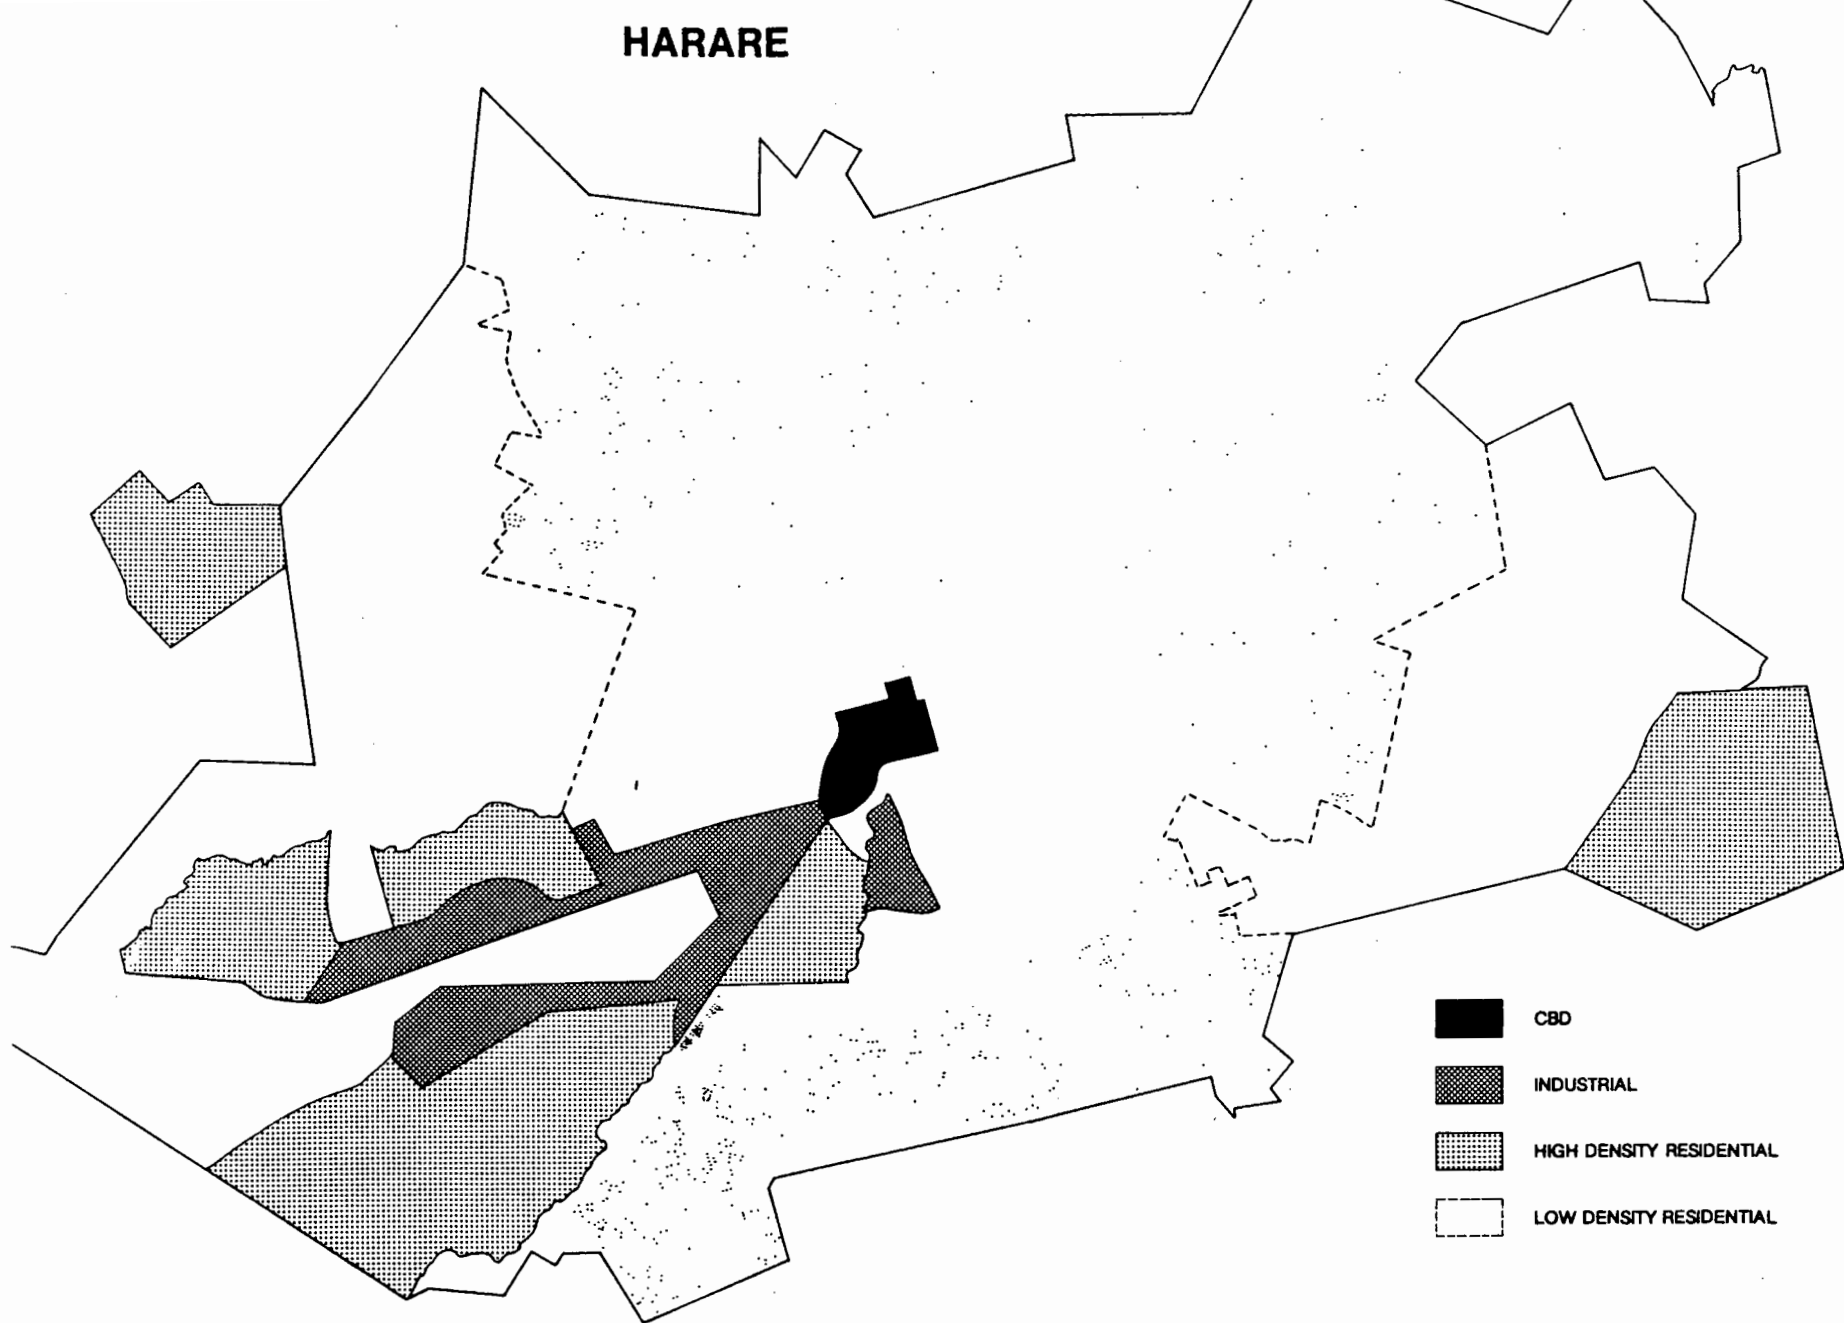 HARARE
CBD
INDUSTRIAL
HIGH DENSITY RESIDENTIAL
LOW DENSITY RESIDENTIAL